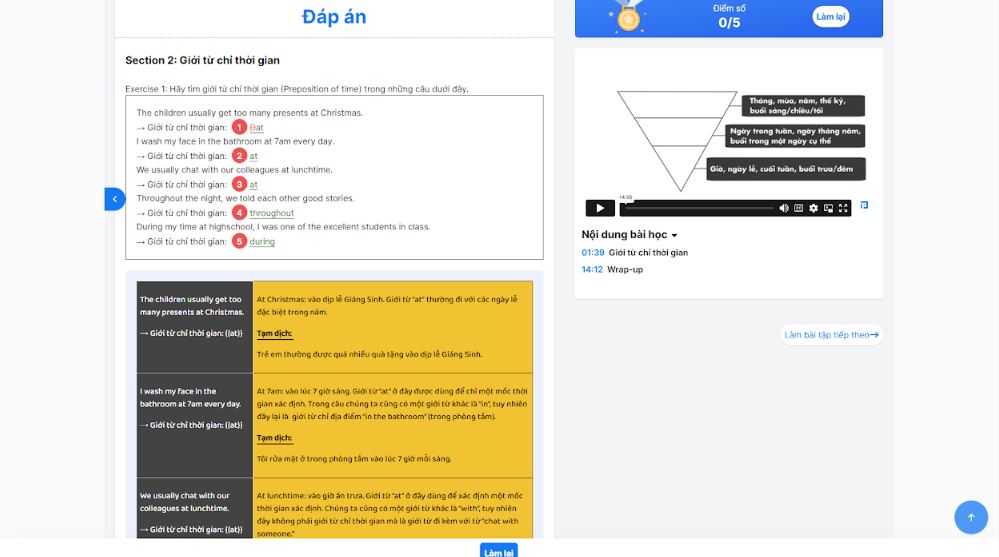 Đáp án
Section 2: Giới từ chỉ thời gian
Exercise 1: Hãy tìm giới từ chỉ thời gian (Preposition of time) trong những câu dưới đây.
The children usually get too many presents at Christmas.
→ Giới từ chỉ thời gian: 1 Đat
I wash my face in the bathroom at 7am every day.
→ Giới từ chỉ thời gian: 2 at
We usually chat with our colleagues at lunchtime.
→ Giới từ chỉ thời gian: 3 at
Throughout the night, we told each other good stories.
→ Giới từ chỉ thời gian: 4 throughout
During my time at highschool, I was one of the excellent students in class.
→ Giới từ chỉ thời gian: 5 during
The children usually get too
many presents at Christmas.
→ Giới từ chỉ thời gian: {{at}}
At Christmas: vào dịp lễ Giáng Sinh. Giới từ "at" thường đi với các ngày lễ
đặc biệt trong năm.
Tạm dịch:
Trẻ em thường được quá nhiều quà tặng vào dịp lễ Giáng Sinh.
I wash my face in the
bathroom at 7am every day.
→ Giới từ chỉ thời gian: {{at}}
At 7am: vào lúc 7 giờ sáng. Giới từ "at" ở đây được dùng để chỉ một mốc thời
gian xác định. Trong câu chúng ta cũng có một giới từ khác là "in", tuy nhiên
đây lại là giới từ chỉ địa điểm "in the bathroom" (trong phòng tắm).
Tạm dịch:
Tôi rửa mặt ở trong phòng tắm vào lúc 7 giờ mỗi sáng.
We usually chat with our
colleagues at lunchtime.
→ Giới từ chỉ thời gian: {{at}}
At lunchtime: vào giờ ăn trưa. Giới từ "at" ở đây dùng để xác định một mốc
thời gian xác định. Chúng ta cũng có một giới từ khác là "with", tuy nhiên
đây không phải giới từ chỉ thời gian mà là giới từ đi kèm với từ "chat with
someone."
Làm lại
Điểm số
0/5
Làm lại
Tháng, mùa, năm, thế kỷ,
buổi sáng/chiều/tối
Ngày trong tuần, ngày tháng năm,
buổi trong một ngày cụ thể
Giờ, ngày lễ, cuối tuần, buổi trưa/đêm
14:55
Nội dung bài học
01:39 Giới từ chỉ thời gian
14:12 Wrap-up
Làm bài tập tiếp theo→